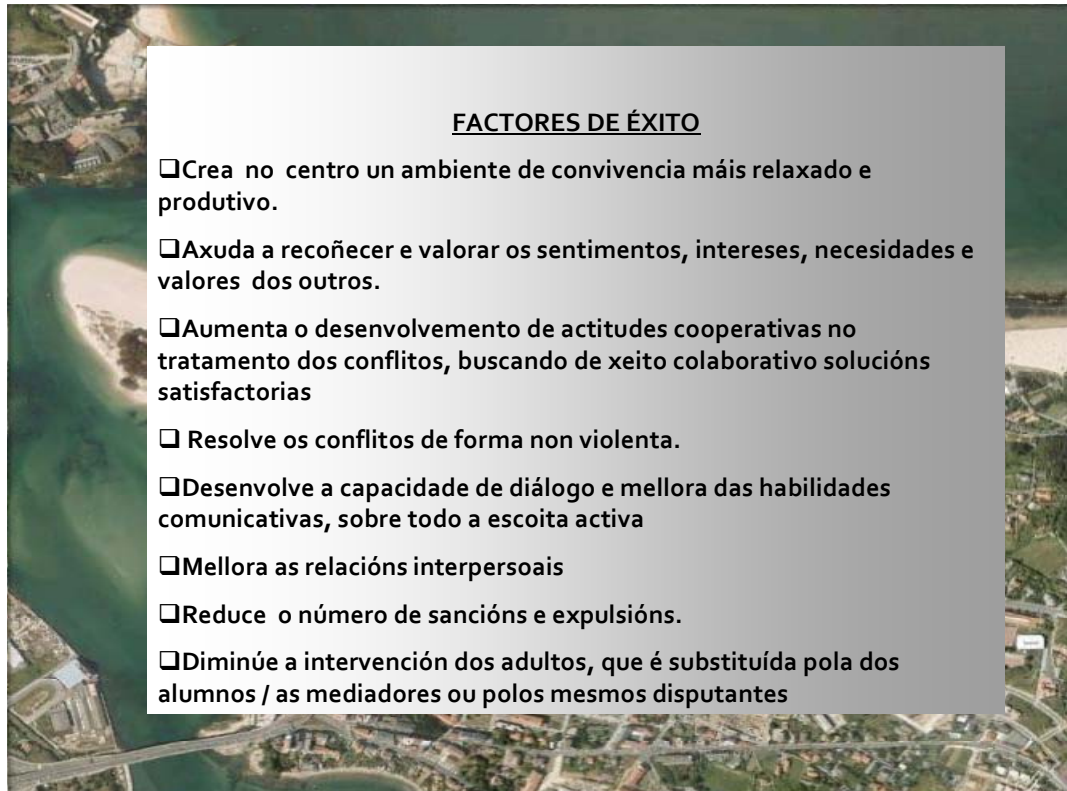 FACTORES DE ÉXITO
❑Crea no centro un ambiente de convivencia máis relaxado e
produtivo.
❑Axuda a recoñecer e valorar os sentimentos, intereses, necesidades e
valores dos outros.
❑Aumenta o desenvolvemento de actitudes cooperativas no
tratamento dos conflitos, buscando de xeito colaborativo solucións
satisfactorias
❑ Resolve os conflitos de forma non violenta.
❑Desenvolve a capacidade de diálogo e mellora das habilidades
comunicativas, sobre todo a escoita activa
❑Mellora as relacións interpersoais
❑Reduce o número de sancións e expulsións.
❑Diminúe a intervención dos adultos, que é substituída pola dos
alumnos / as mediadores ou polos mesmos disputantes